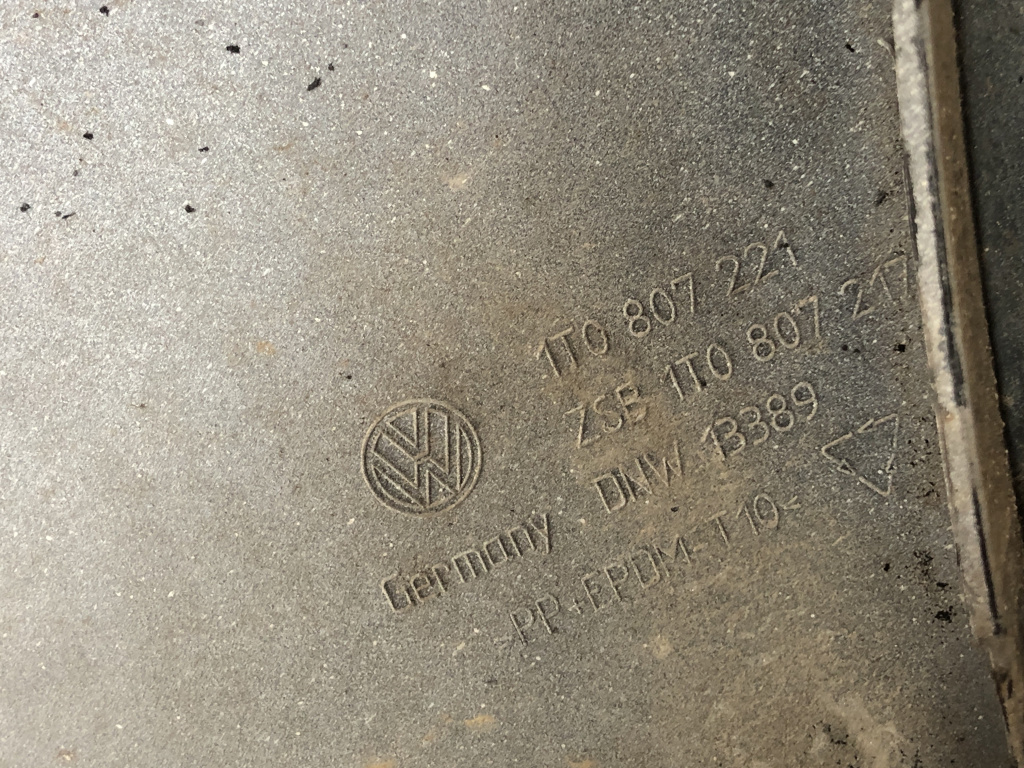 1T0 807 221
ZSB 1T0 807 217
DNW 13389
Germany
PP+EPDM-T10<